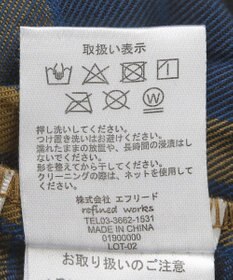 取扱い表示
押し洗いしてください。
つけ置き洗いはお避けください。
濡れたままの放置や、長時間の浸漬はし
ないでください。
形を整えてから干してください。
クリーニングの際は、ネットを使用して
ください。
株式会社 エフリード
refined works
TEL03-3662-1531
MADE IN CHINA
01900000
LOT-02
お取り扱いのご注意